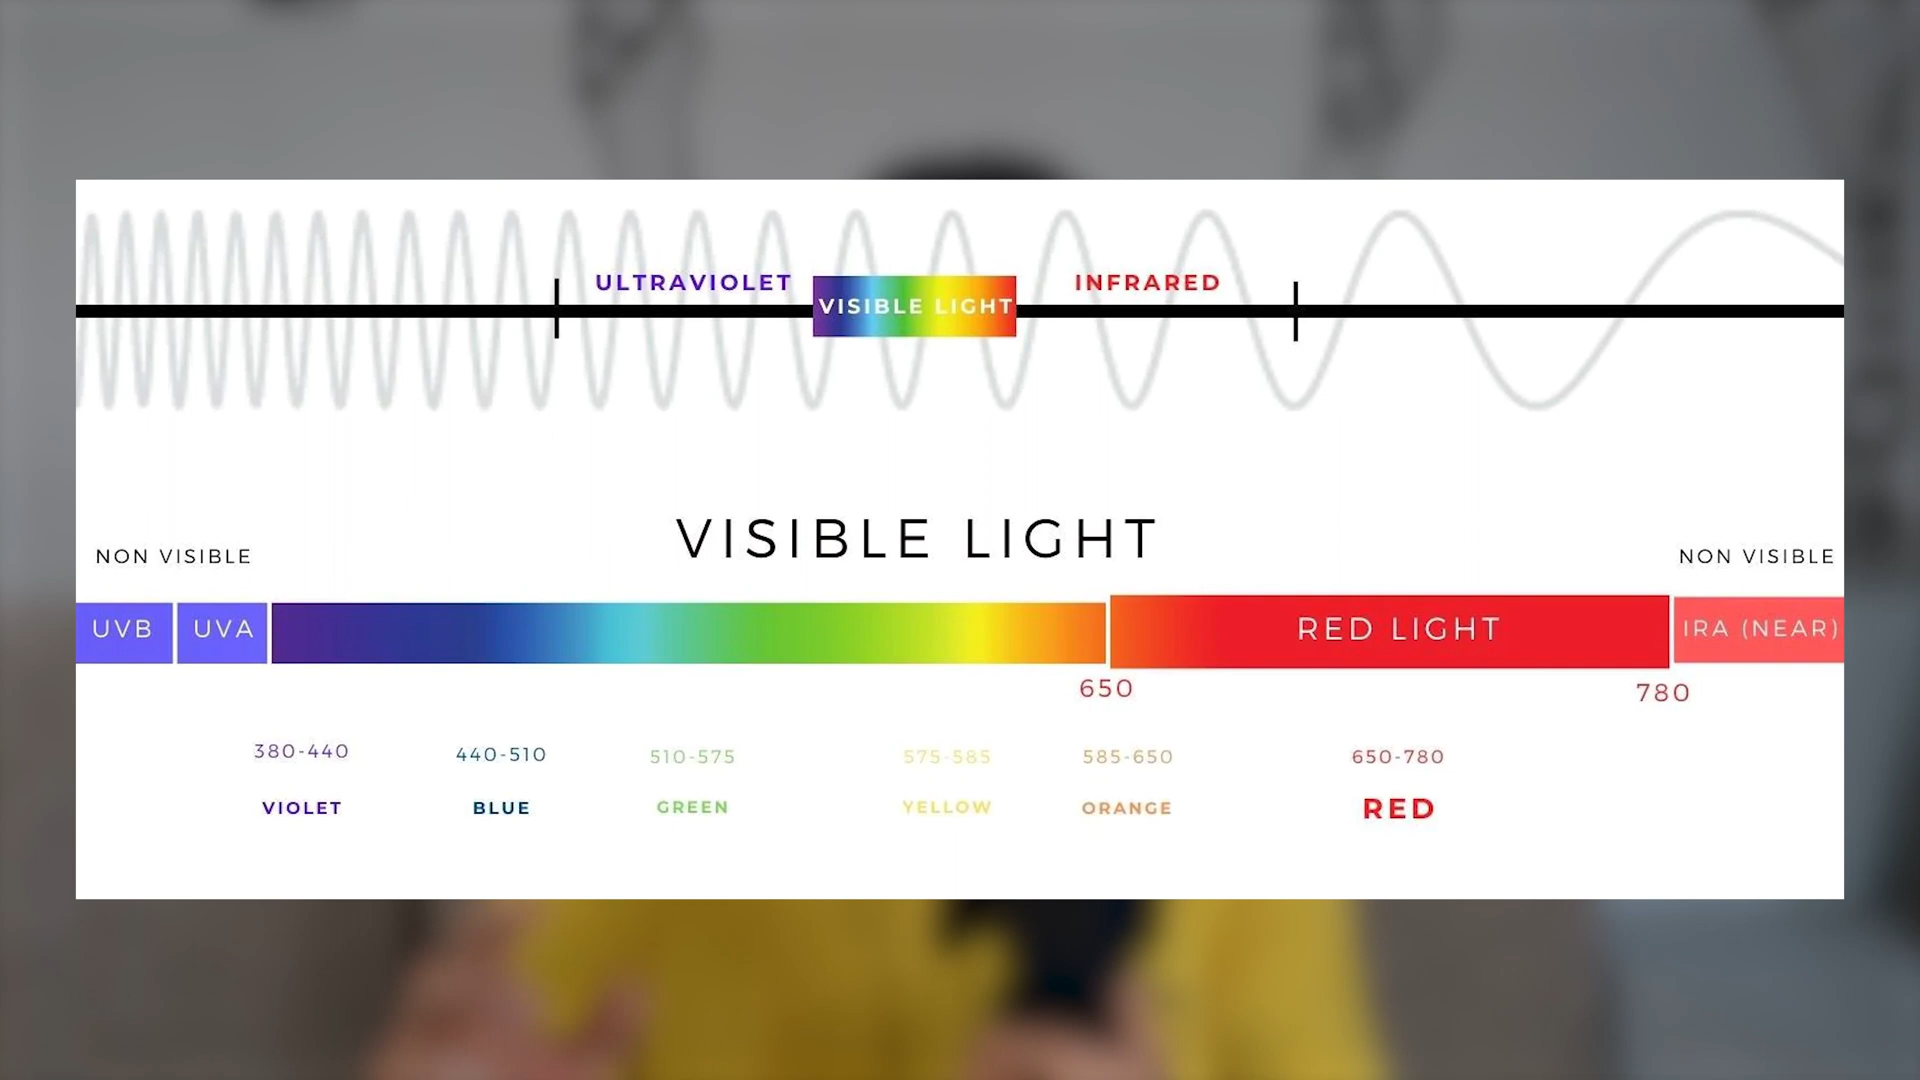 ULTRAVIOLET
VISIBLE LIGHT
INFRARED
VISIBLE LIGHT
NON VISIBLE
NON VISIBLE
UVB
UVA
RED LIGHT
IRA (NEAR)
650
780
380-440
440-510
510-575
575-585
585-650
650-780
VIOLET
BLUE
GREEN
YELLOW
ORANGE
RED